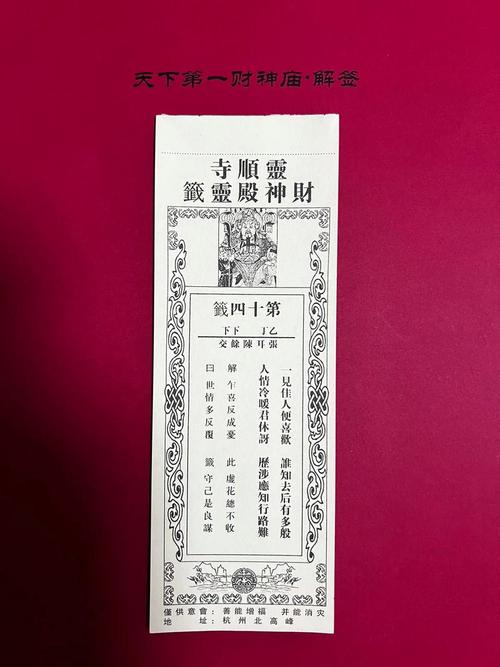 天下第一财神庙·解签
靈順寺
財神殿靈籤
第十四籤
乙丁 下下
張耳陳餘交
一見佳人便喜歡 誰知去后有多般
人情冷暖君休訝 歷涉應知行路難
解 乍喜反成憂 此 虛花總不收
曰 世情多反覆 籤 守己是良謀
僅供意會：善能增福 并能消灾
地址：杭州北高峰